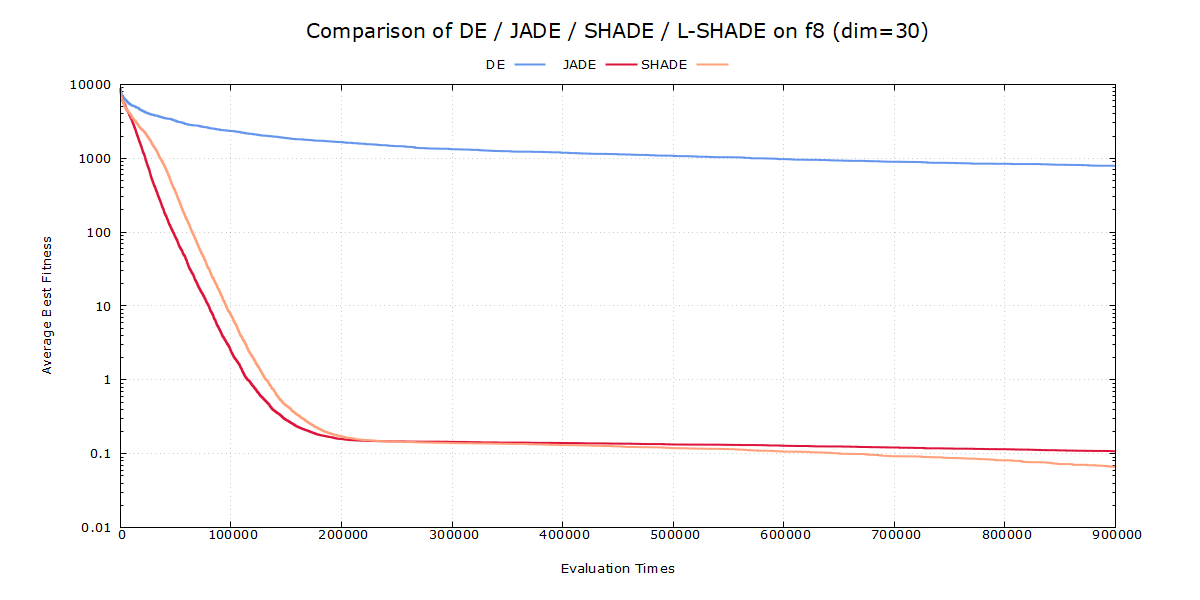 Comparison of DE / JADE / SHADE / L-SHADE on f8 (dim=30)
DE JADE SHADE
10000
1000
100
10
1
0.1
0.01
Average Best Fitness
0 100000 200000 300000 400000 500000 600000 700000 800000 900000
Evaluation Times